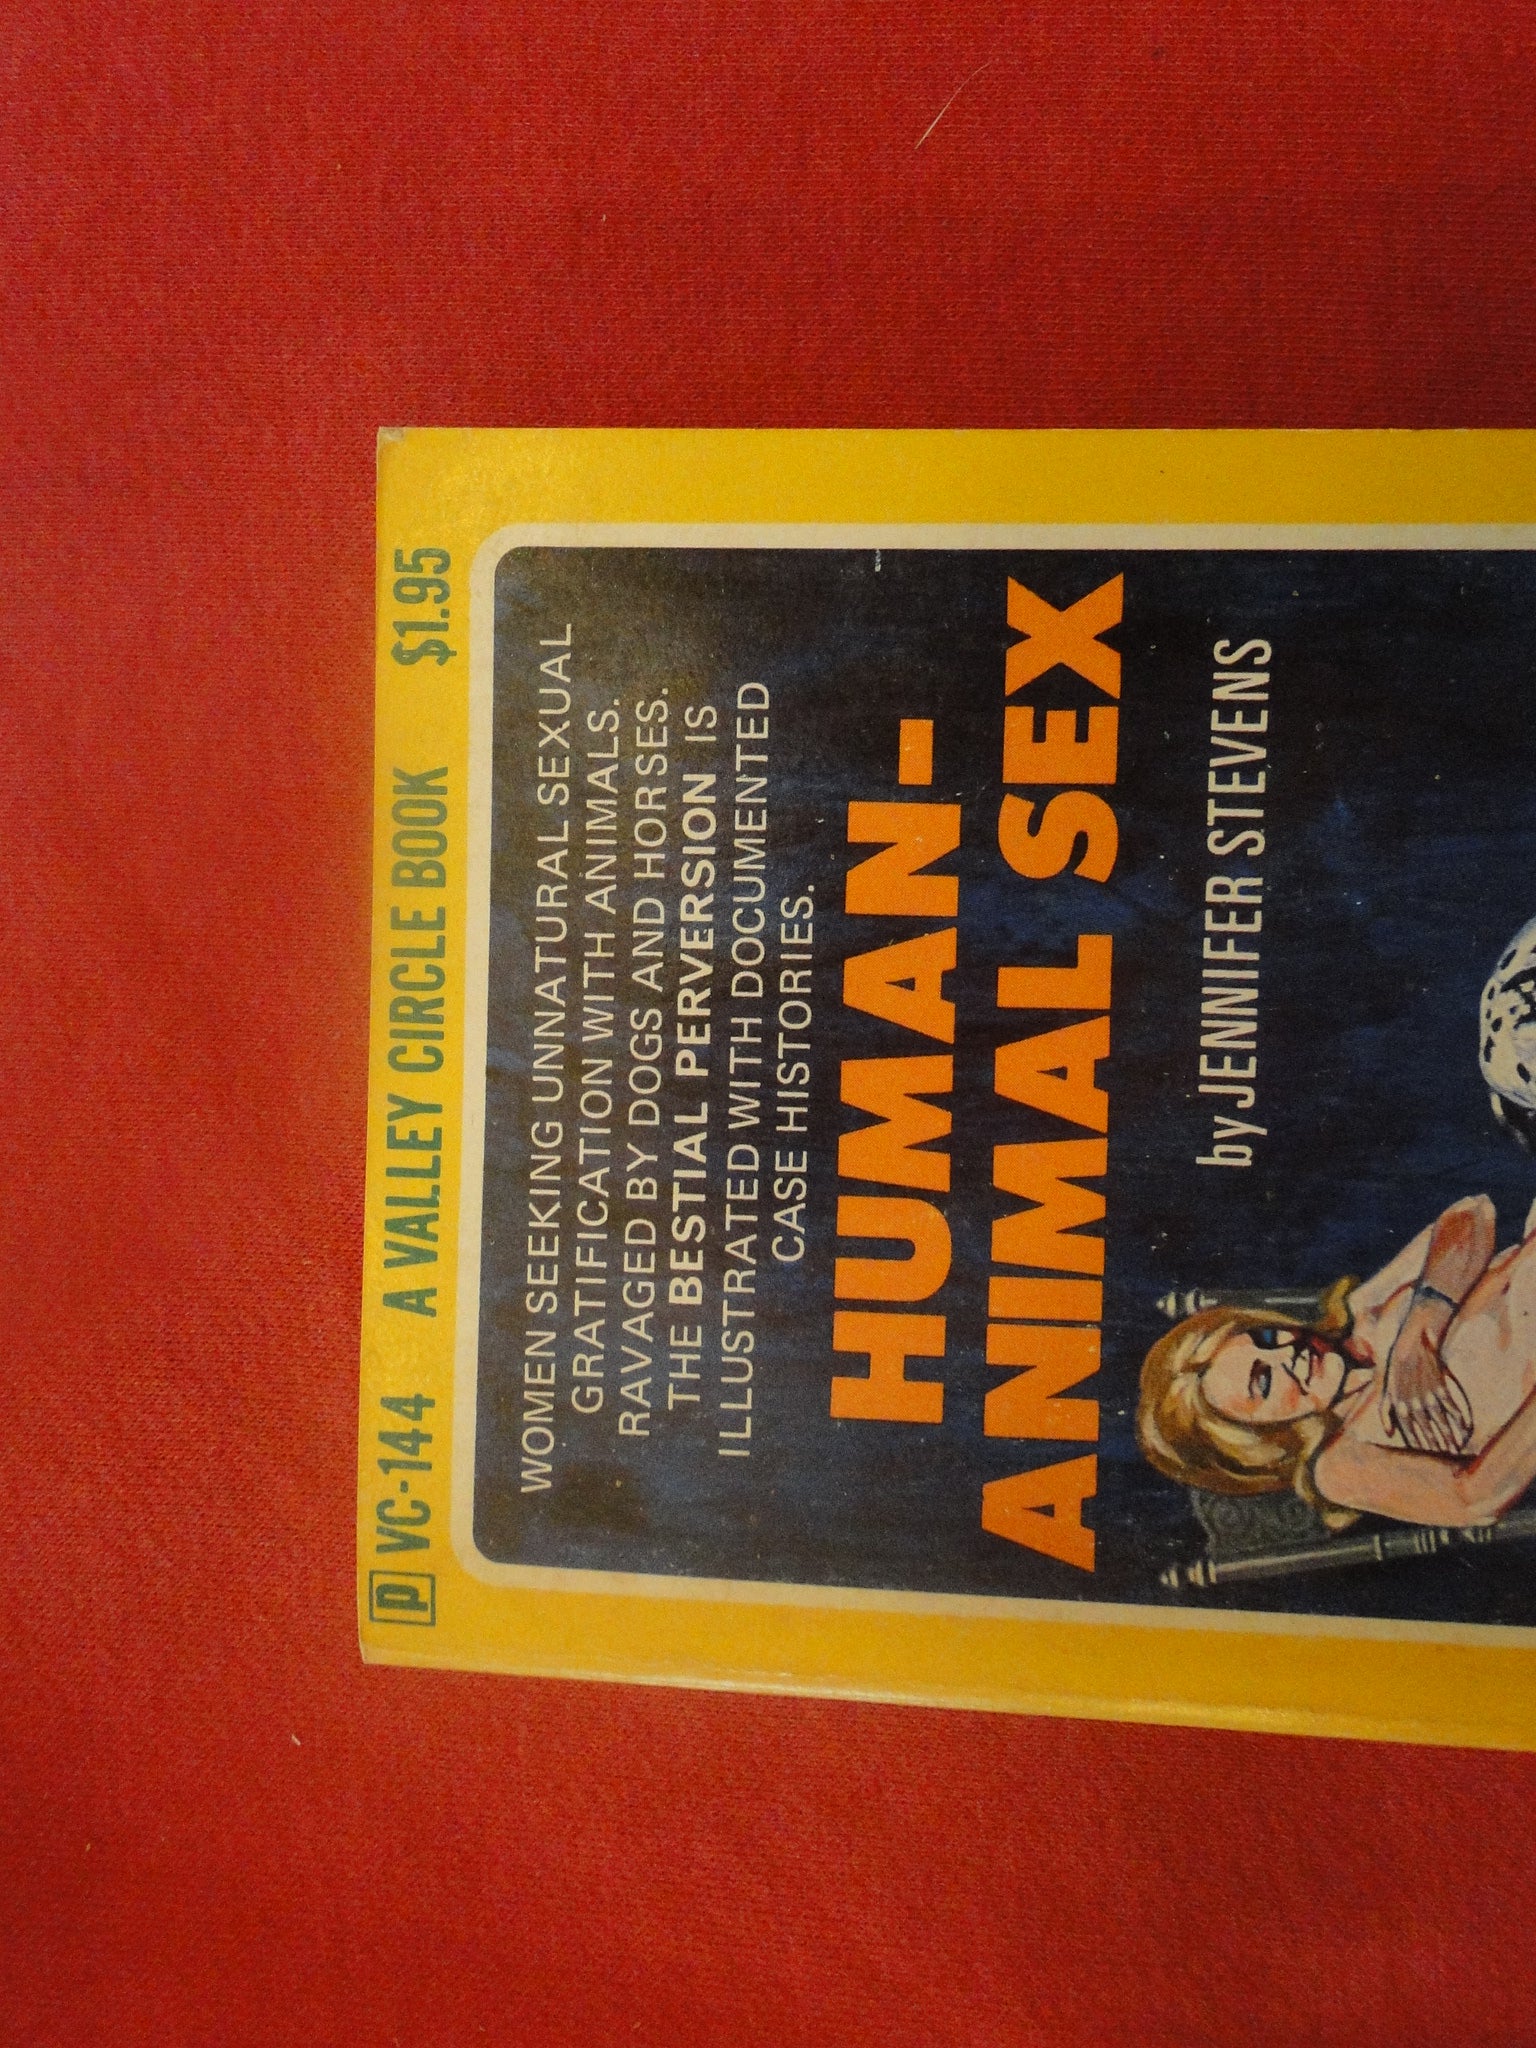 P VC-144 A VALLEY CIRCLE BOOK $1.95
WOMEN SEEKING UNNATURAL SEXUAL
GRATIFICATION WITH ANIMALS.
RAVAGED BY DOGS AND HORSES.
THE BESTIAL PERVERSION IS
ILLUSTRATED WITH DOCUMENTED
CASE HISTORIES.
HUMAN-
ANIMAL SEX
by JENNIFER STEVENS